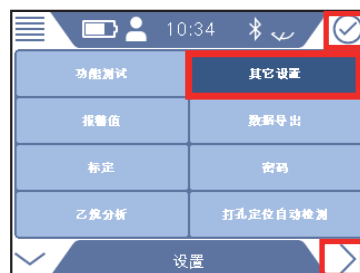 10:34
功能测试 其它设置
报警值 数据导出
标定 密码
乙炔分析 打孔定位自动检测
设置